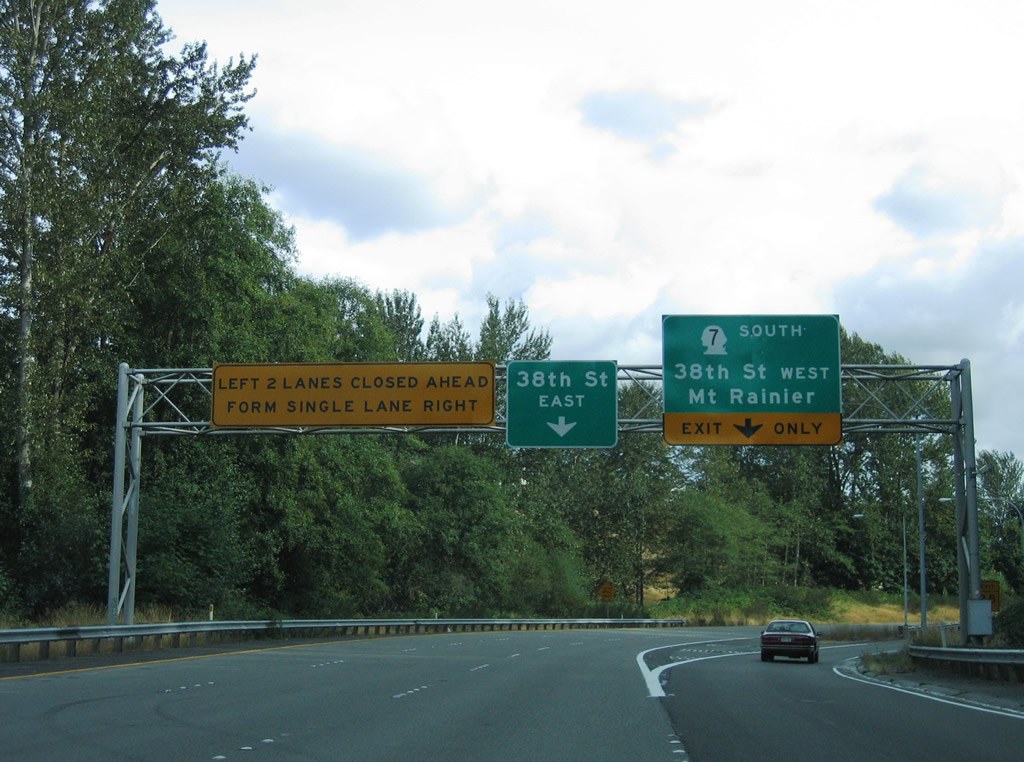 LEFT 2 LANES CLOSED AHEAD
FORM SINGLE LANE RIGHT
38th St
EAST
7 SOUTH
38th St WEST
Mt Rainier
EXIT ONLY